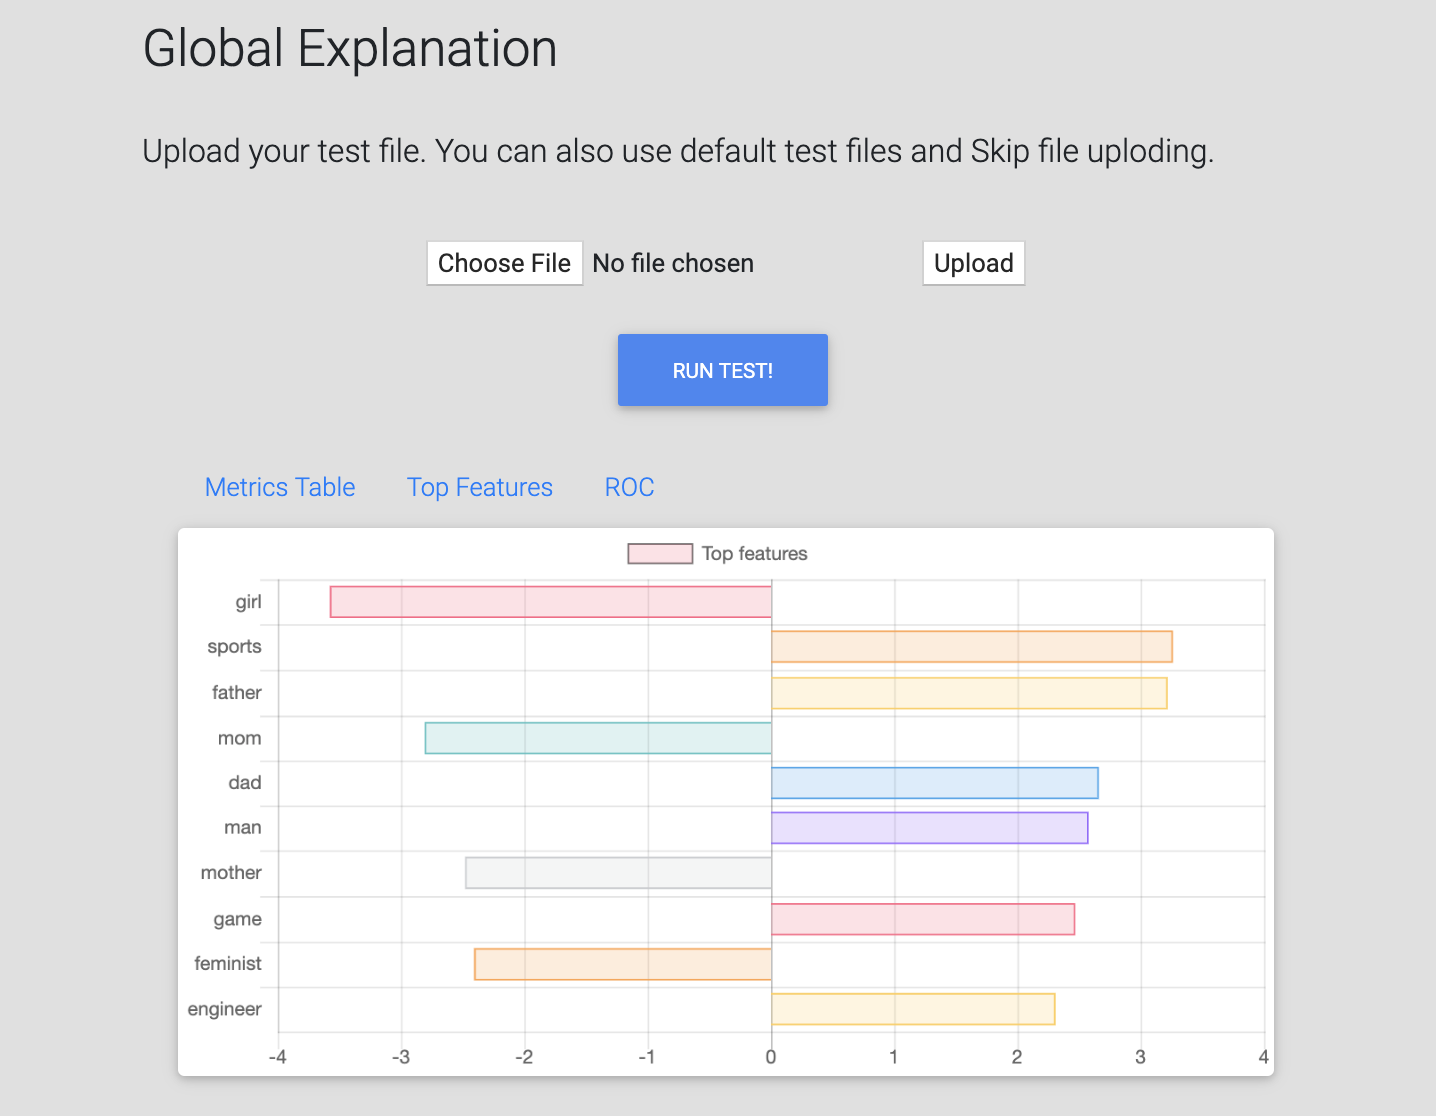 Global Explanation
Upload your test file. You can also use default test files and Skip file uploding.
Choose File No file chosen Upload
RUN TEST!
Metrics Table Top Features ROC
Top features
girl
sports
father
mom
dad
man
mother
game
feminist
engineer
-4 -3 -2 -1 0 1 2 3 4